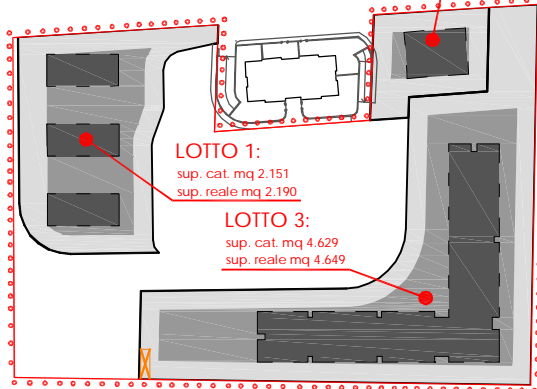 LOTTO 1:
sup. cat. mq 2.151
sup. reale mq 2.190
LOTTO 3:
sup. cat. mq 4.629
sup. reale mq 4.649